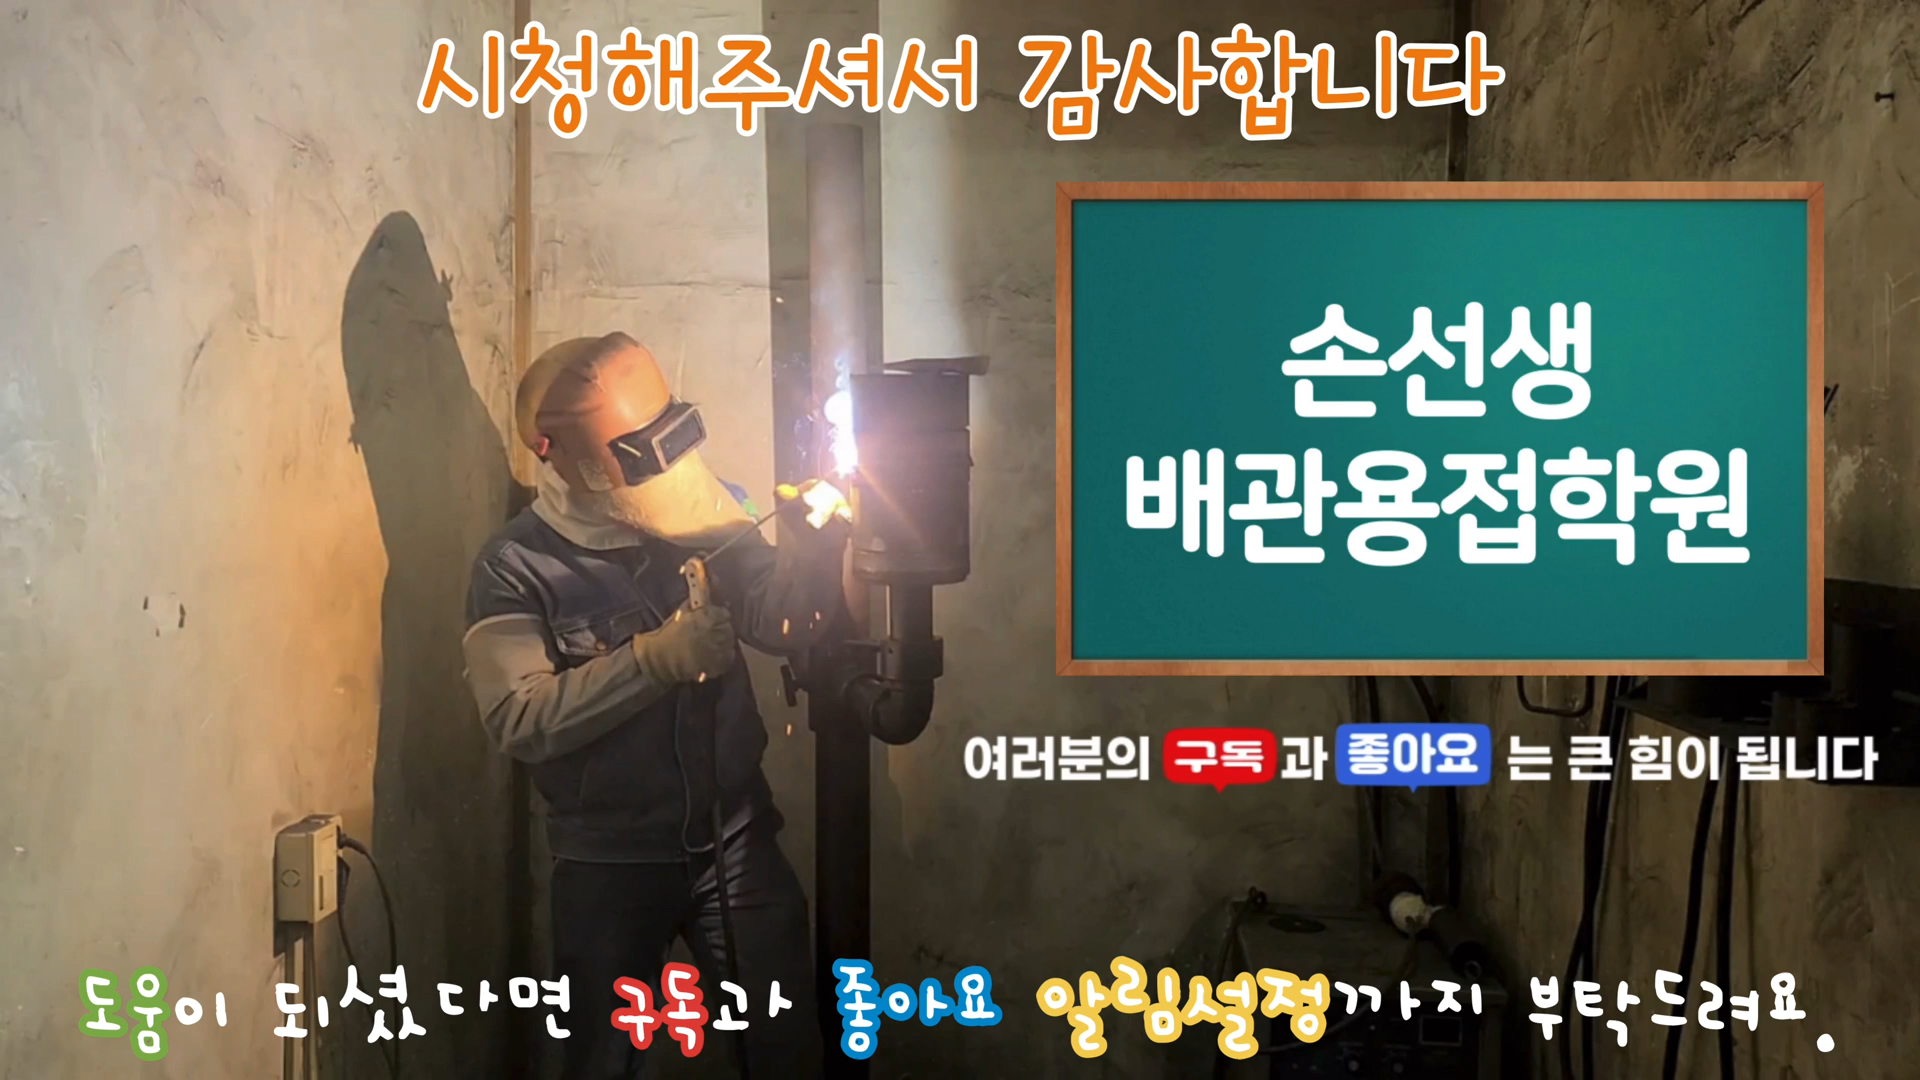 시청해주셔서 감사합니다
손선생
배관용접학원
여러분의 구독과 좋아요 는 큰 힘이 됩니다
도움이 되셨다면 구독과 좋아요 알림설정까지 부탁드려요.